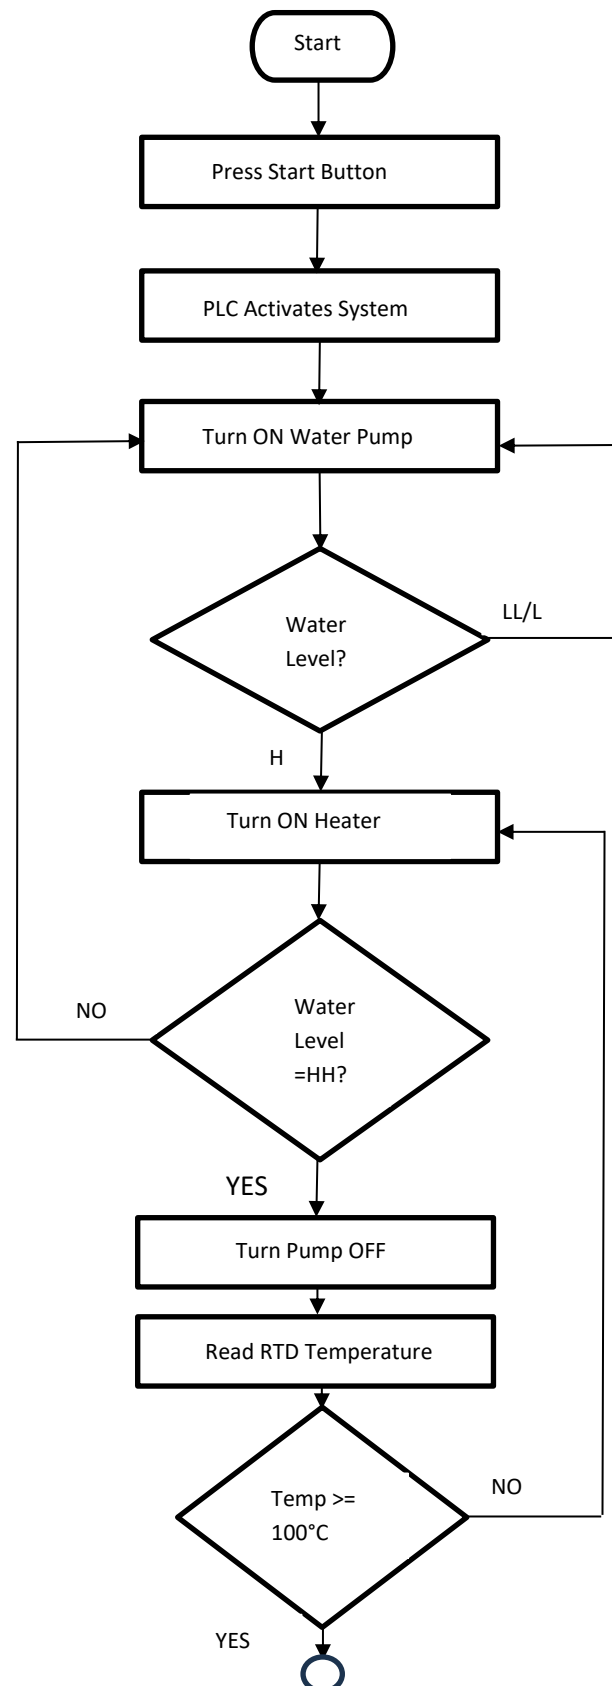 Start
Press Start Button
PLC Activates System
Turn ON Water Pump
Water
Level?
LL/L
H
Turn ON Heater
Water
Level
=HH?
NO
YES
Turn Pump OFF
Read RTD Temperature
Temp >=
100°C
NO
YES